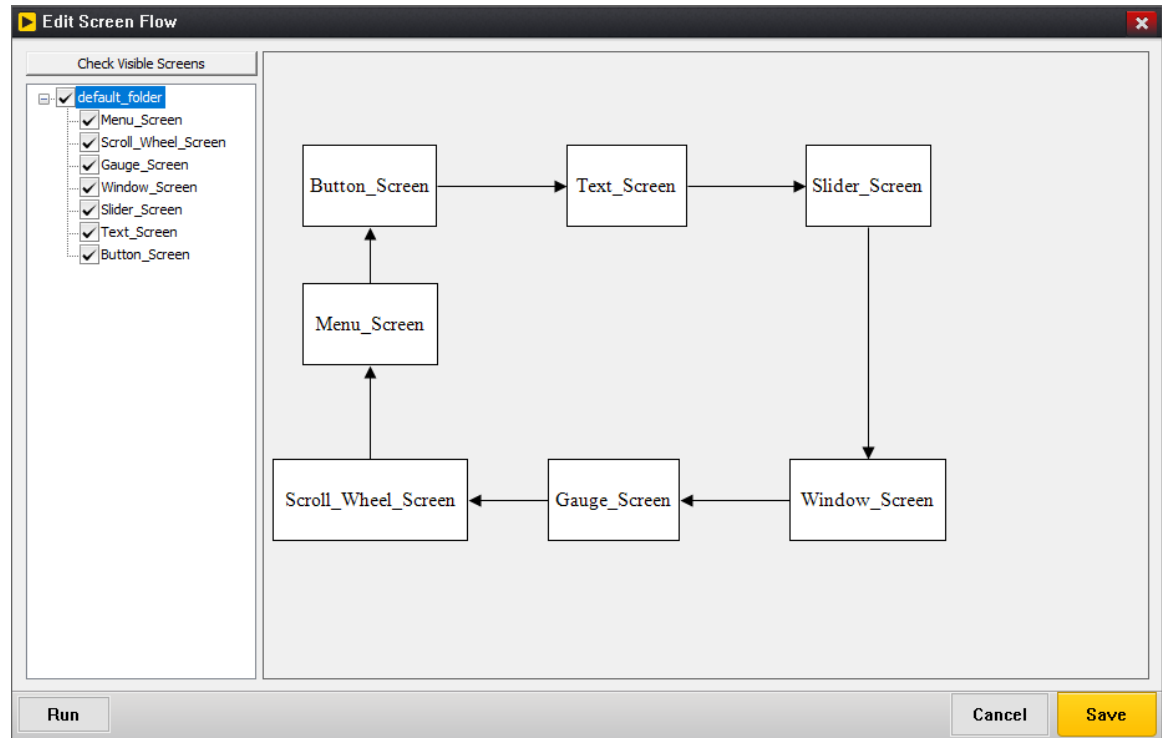 Edit Screen Flow
Check Visible Screens
default_folder
Menu_Screen
Scroll_Wheel_Screen
Gauge_Screen
Window_Screen
Slider_Screen
Text_Screen
Button_Screen
Button_Screen
Text_Screen
Slider_Screen
Menu_Screen
Scroll_Wheel_Screen
Gauge_Screen
Window_Screen
Run
Cancel
Save